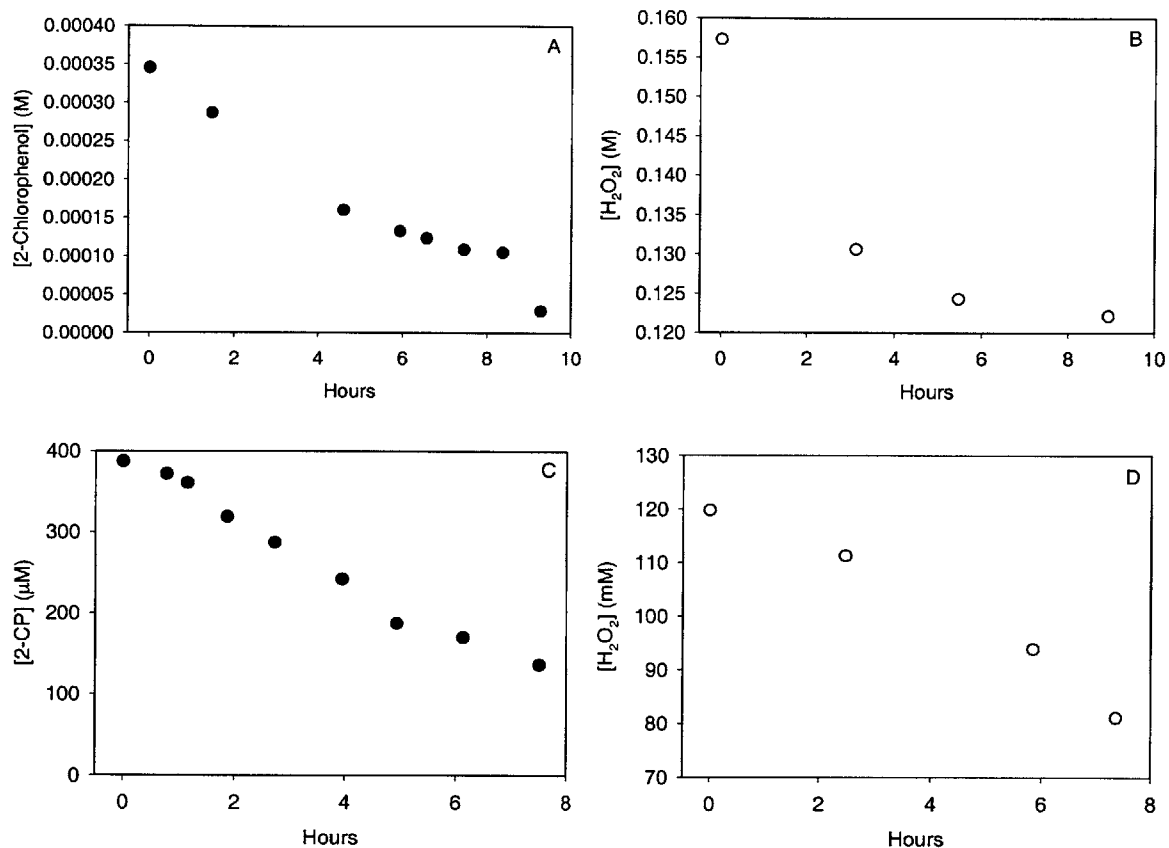 A
[2-Chlorophenol] (M)
0.00040
0.00035
0.00030
0.00025
0.00020
0.00015
0.00010
0.00005
0.00000
0 2 4 6 8 10
Hours
B
[H₂O₂] (M)
0.160
0.155
0.150
0.145
0.140
0.135
0.130
0.125
0.120
0 2 4 6 8 10
Hours
C
[2-CP] (µM)
400
300
200
100
0
0 2 4 6 8
Hours
D
[H₂O₂] (mM)
130
120
110
100
90
80
70
0 2 4 6 8
Hours